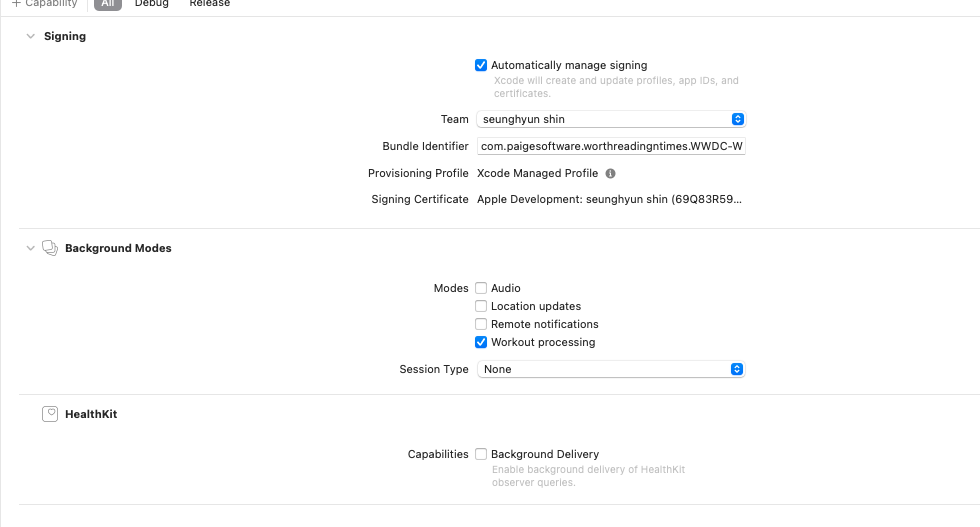 + Capability All Debug Release
Signing
Automatically manage signing
Xcode will create and update profiles, app IDs, and
certificates.
Team seunghyun shin
Bundle Identifier com.paigesoftware.worthreadingntimes.WWDC-W
Provisioning Profile Xcode Managed Profile
Signing Certificate Apple Development: seunghyun shin (69Q83R59...
Background Modes
Modes Audio
Location updates
Remote notifications
Workout processing
Session Type None
HealthKit
Capabilities Background Delivery
Enable background delivery of HealthKit
observer queries.